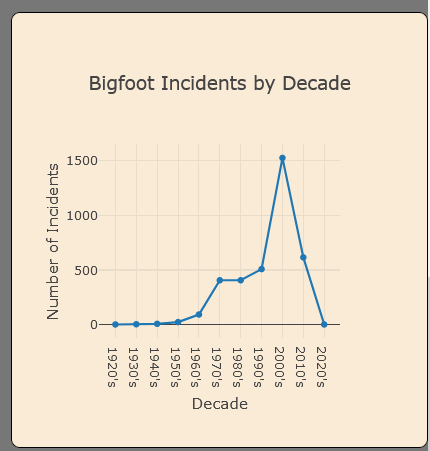 Bigfoot Incidents by Decade
Number of Incidents
1500
1000
500
0
1920's
1930's
1940's
1950's
1960's
1970's
1980's
1990's
2000's
2010's
2020's
Decade